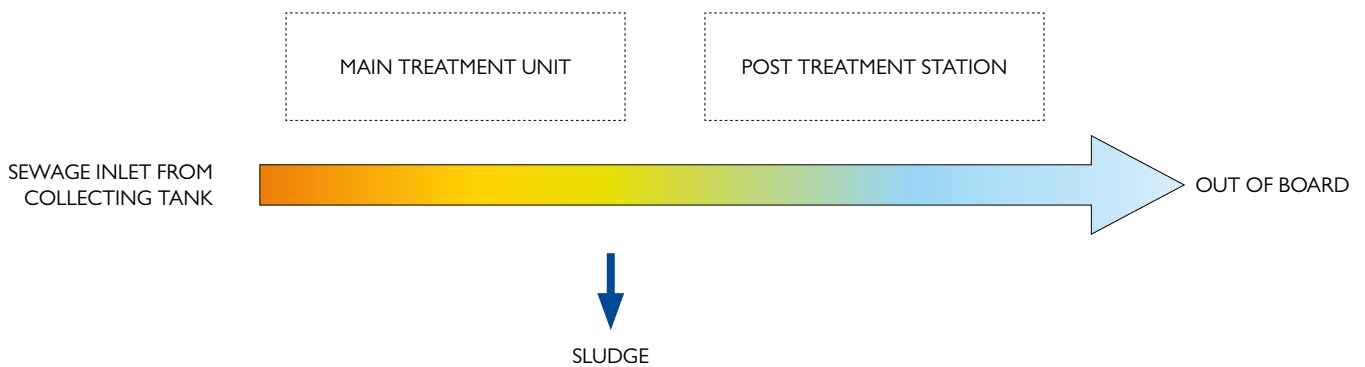 MAIN TREATMENT UNIT
POST TREATMENT STATION
SEWAGE INLET FROM
COLLECTING TANK
OUT OF BOARD
SLUDGE